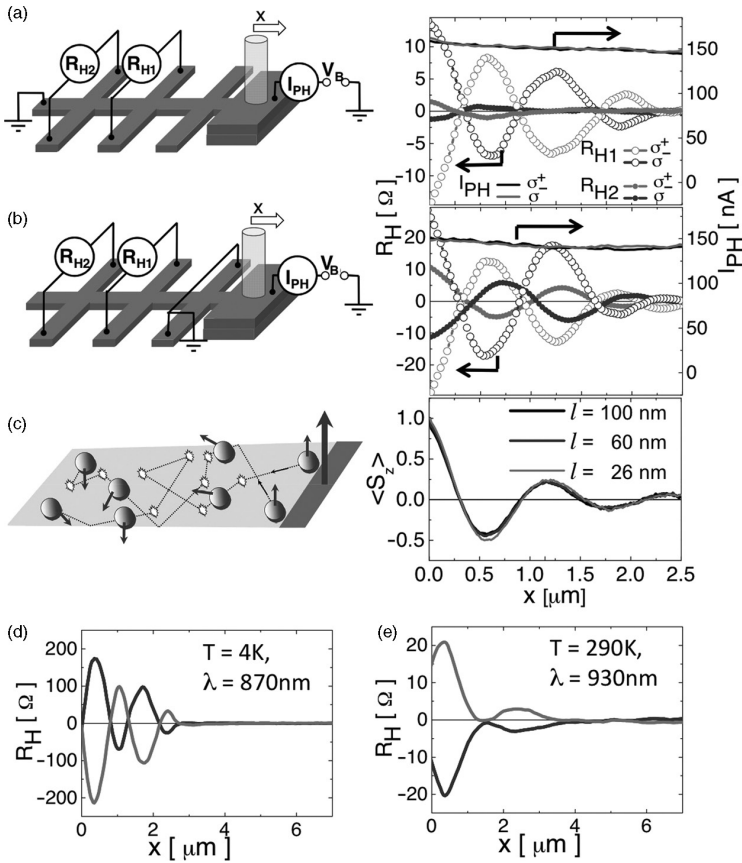 (a)
x
R_H2
R_H1
I_PH
V_B
10
5
0
-5
-10
150
100
50
0
R_H1 σ+
σ-
I_PH σ+
σ-
R_H2 σ+
σ-
(b)
x
R_H2
R_H1
I_PH
V_B
R_H [ Ω ]
20
10
0
-10
-20
150
100
50
0
I_PH [ nA ]
(c)
<S_z>
1.0
0.5
0.0
-0.5
l = 100 nm
l = 60 nm
l = 26 nm
0.0 0.5 1.0 1.5 2.0 2.5
x [μm]
(d)
R_H [ Ω ]
200
100
0
-100
-200
T = 4K,
λ = 870nm
0 2 4 6
x [ μm ]
(e)
R_H [ Ω ]
20
10
0
-10
-20
T = 290K,
λ = 930nm
0 2 4 6
x [ μm ]